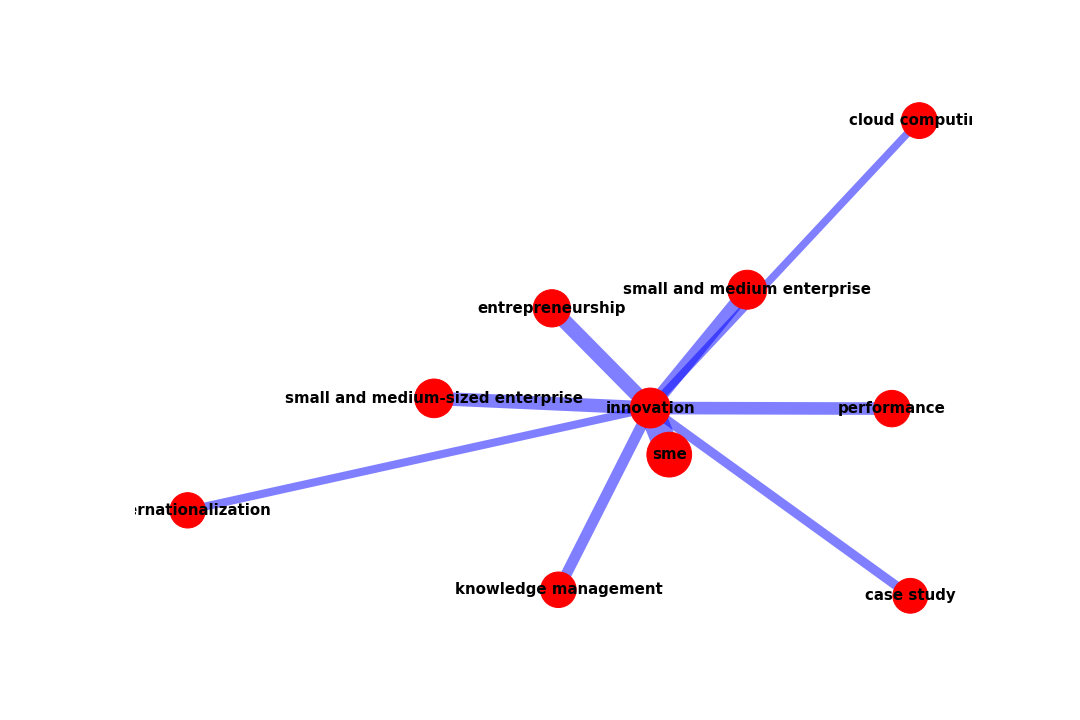 cloud computin
small and medium enterprise
entrepreneurship
small and medium-sized enterprise
innovation
performance
sme
ernationalization
knowledge management
case study